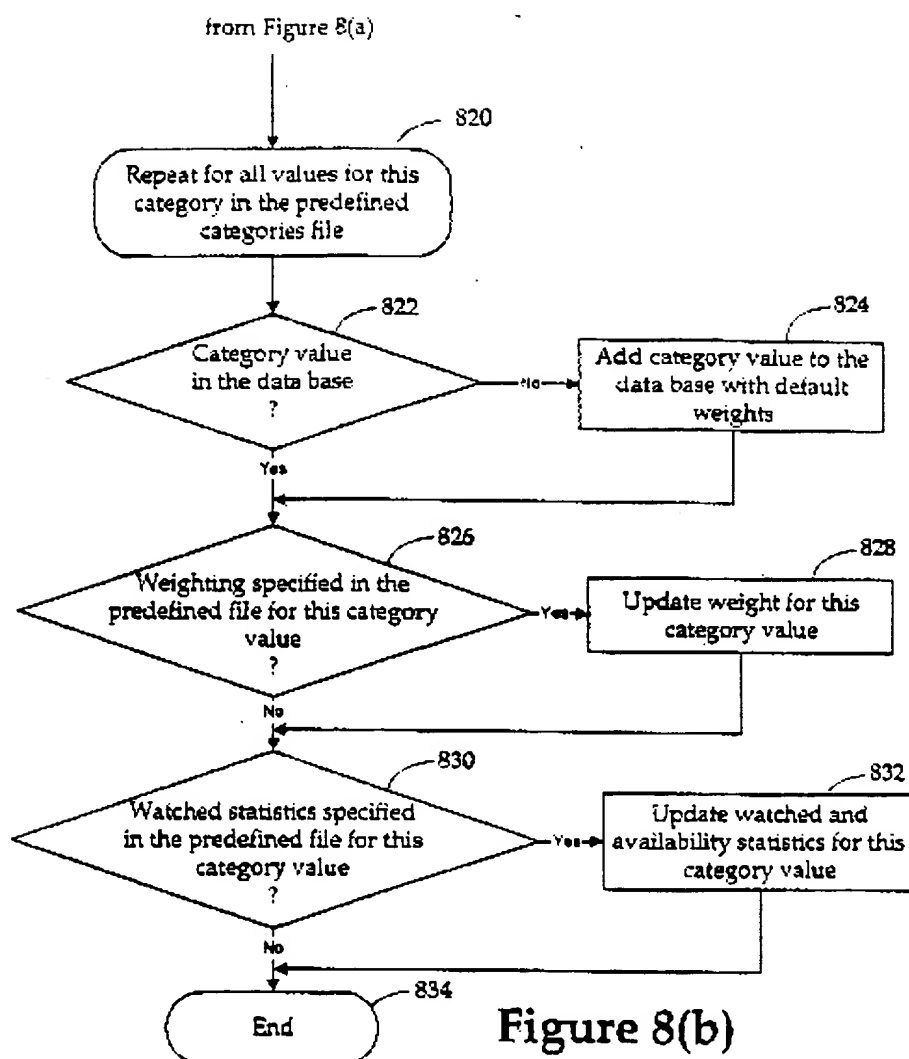 from Figure 8(a)
820
Repeat for all values for this
category in the predefined
categories file
822
Category value
in the data base
?
No
824
Add category value to the
data base with default
weights
Yes
826
Weighting specified in the
predefined file for this category
value
?
Yes
828
Update weight for this
category value
No
830
Watched statistics specified
in the predefined file for this
category value
?
Yes
832
Update watched and
availability statistics for this
category value
No
834
End
Figure 8(b)